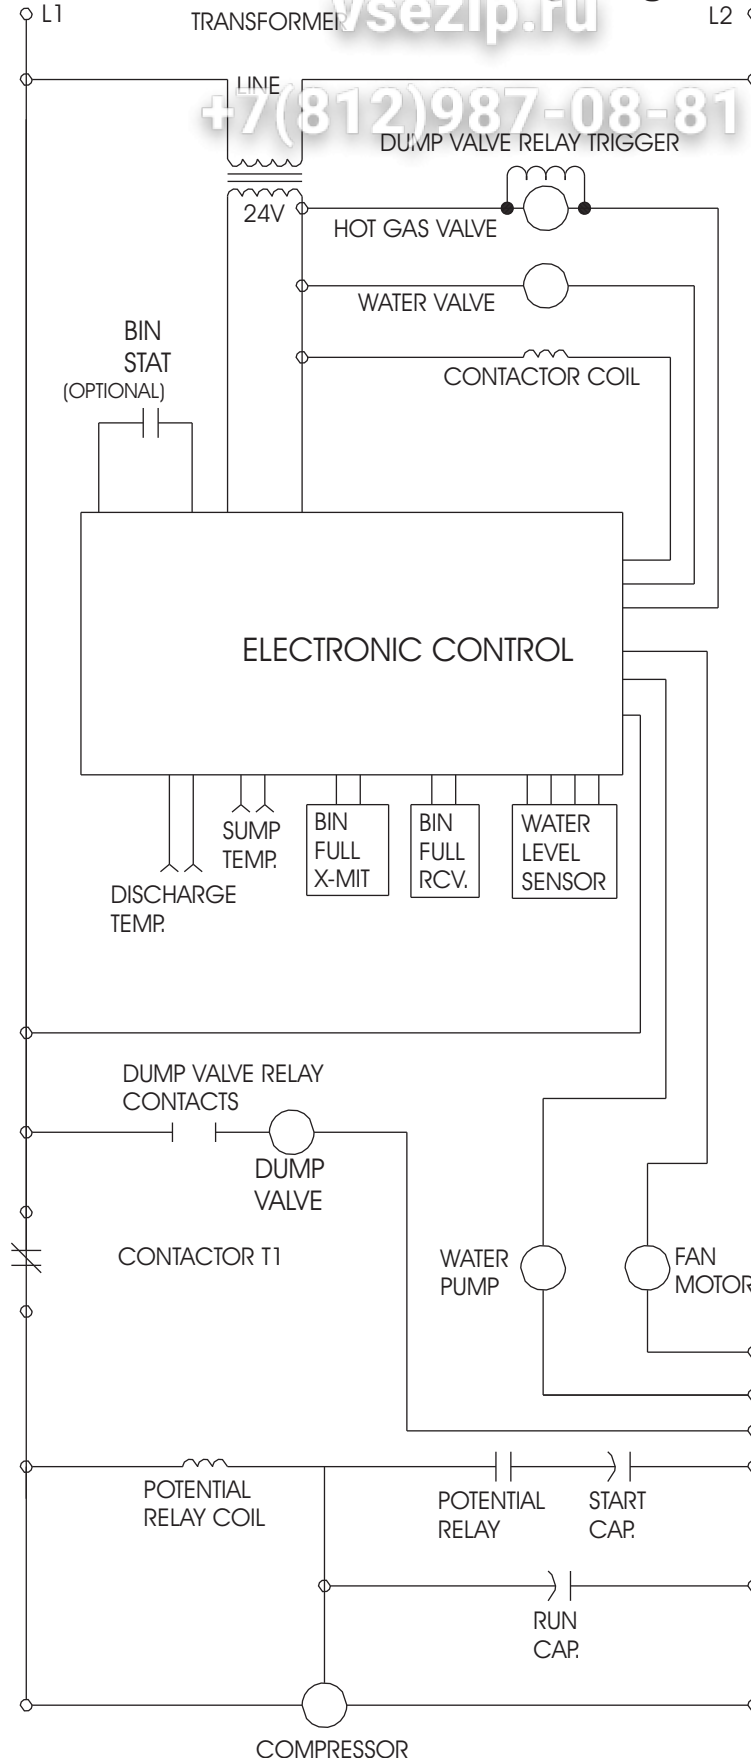 L1
TRANSFORMER
vsezip.ru
L2
LINE
+7(812)987-08-81
DUMP VALVE RELAY TRIGGER
24V
HOT GAS VALVE
WATER VALVE
BIN
STAT
(OPTIONAL)
CONTACTOR COIL
ELECTRONIC CONTROL
SUMP
TEMP.
BIN
FULL
X-MIT
BIN
FULL
RCV.
WATER
LEVEL
SENSOR
DISCHARGE
TEMP.
DUMP VALVE RELAY
CONTACTS
DUMP
VALVE
CONTACTOR T1
WATER
PUMP
FAN
MOTOR
POTENTIAL
RELAY COIL
POTENTIAL
RELAY
START
CAP.
RUN
CAP.
COMPRESSOR